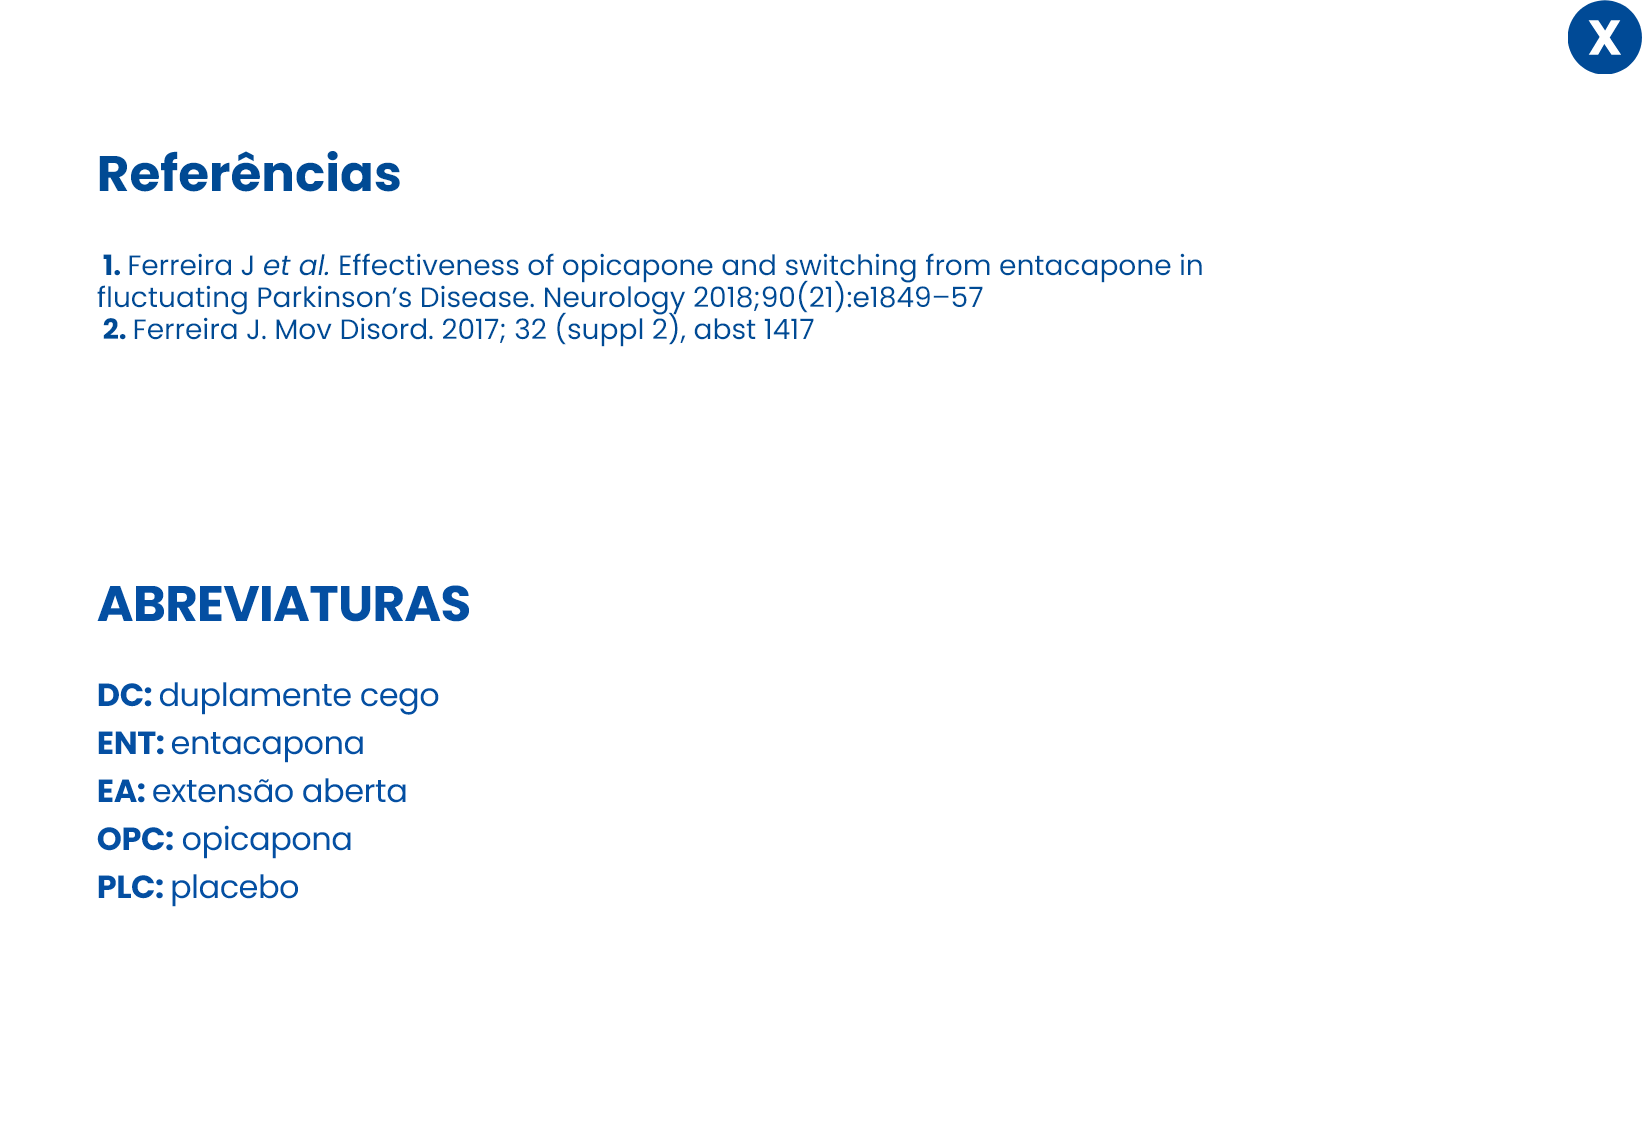 X
Referências
1. Ferreira J et al. Effectiveness of opicapone and switching from entacapone in
fluctuating Parkinson’s Disease. Neurology 2018;90(21):e1849–57
2. Ferreira J. Mov Disord. 2017; 32 (suppl 2), abst 1417
ABREVIATURAS
DC: duplamente cego
ENT: entacapona
EA: extensão aberta
OPC: opicapona
PLC: placebo